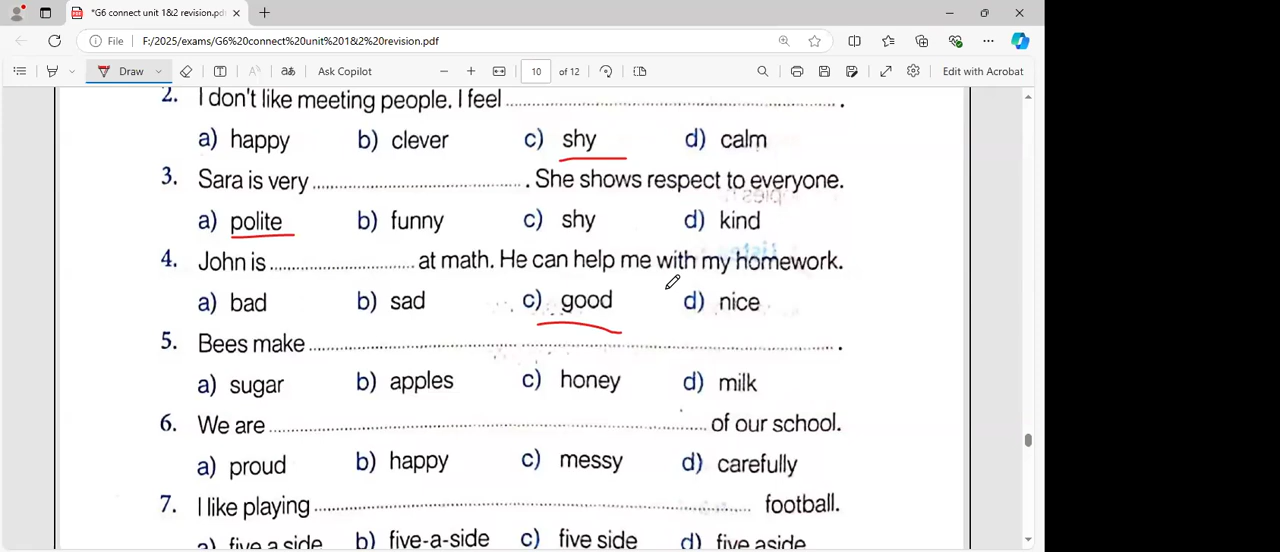 *G6 connect unit 1&2 revision.pdf
File F:/2025/exams/G6%20connect%20unit%201&2%20revision.pdf
Draw Ask Copilot 10 of 12 Edit with Acrobat
2. I don't like meeting people. I feel .
a) happy b) clever c) shy d) calm
3. Sara is very . She shows respect to everyone.
a) polite b) funny c) shy d) kind
4. John is at math. He can help me with my homework.
a) bad b) sad c) good d) nice
5. Bees make .
a) sugar b) apples c) honey d) milk
6. We are of our school.
a) proud b) happy c) messy d) carefully
7. I like playing football.
a) five a side b) five-a-side c) five side d) five aside